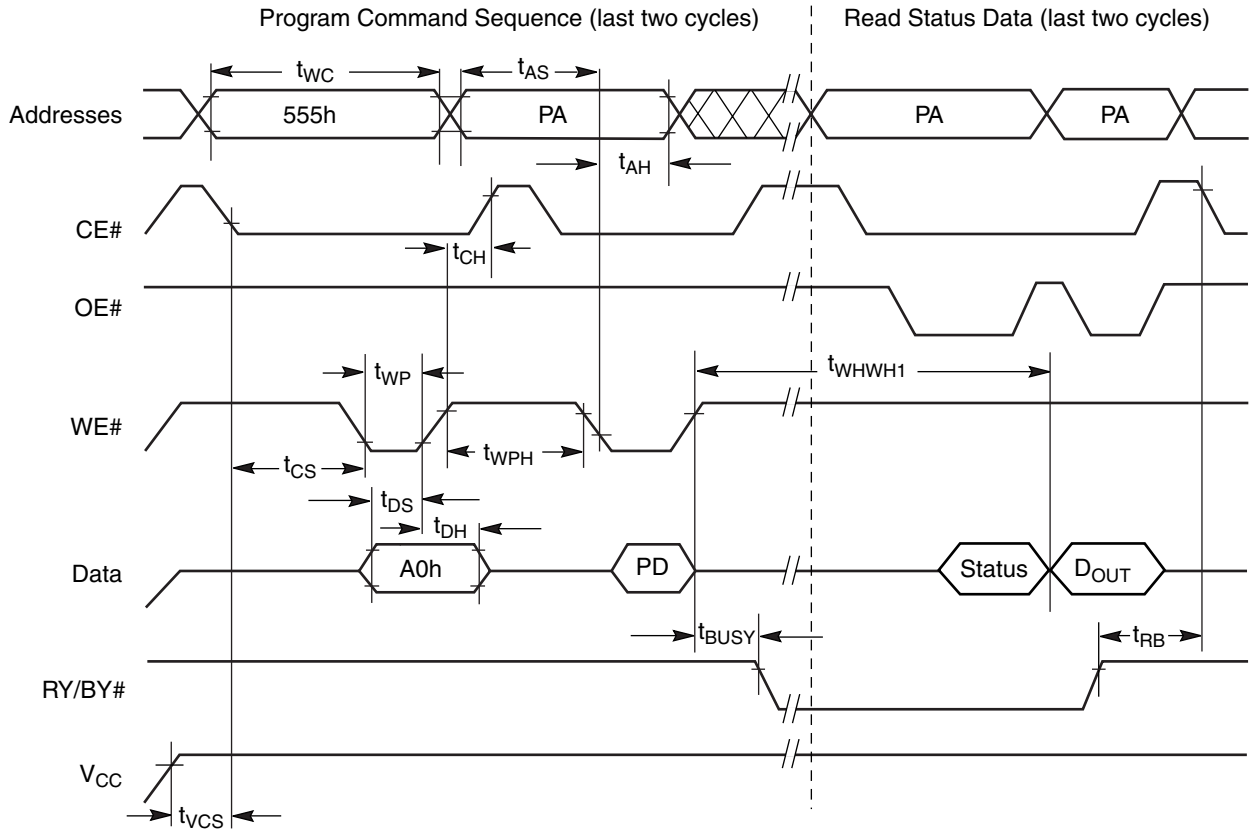 Program Command Sequence (last two cycles)
Read Status Data (last two cycles)
tWC
tAS
Addresses
555h
PA
PA
PA
tAH
CE#
tCH
OE#
tWP
tWHWH1
WE#
tCS
tWPH
tDS
tDH
Data
A0h
PD
Status
DOUT
tBUSY
tRB
RY/BY#
VCC
tVCS